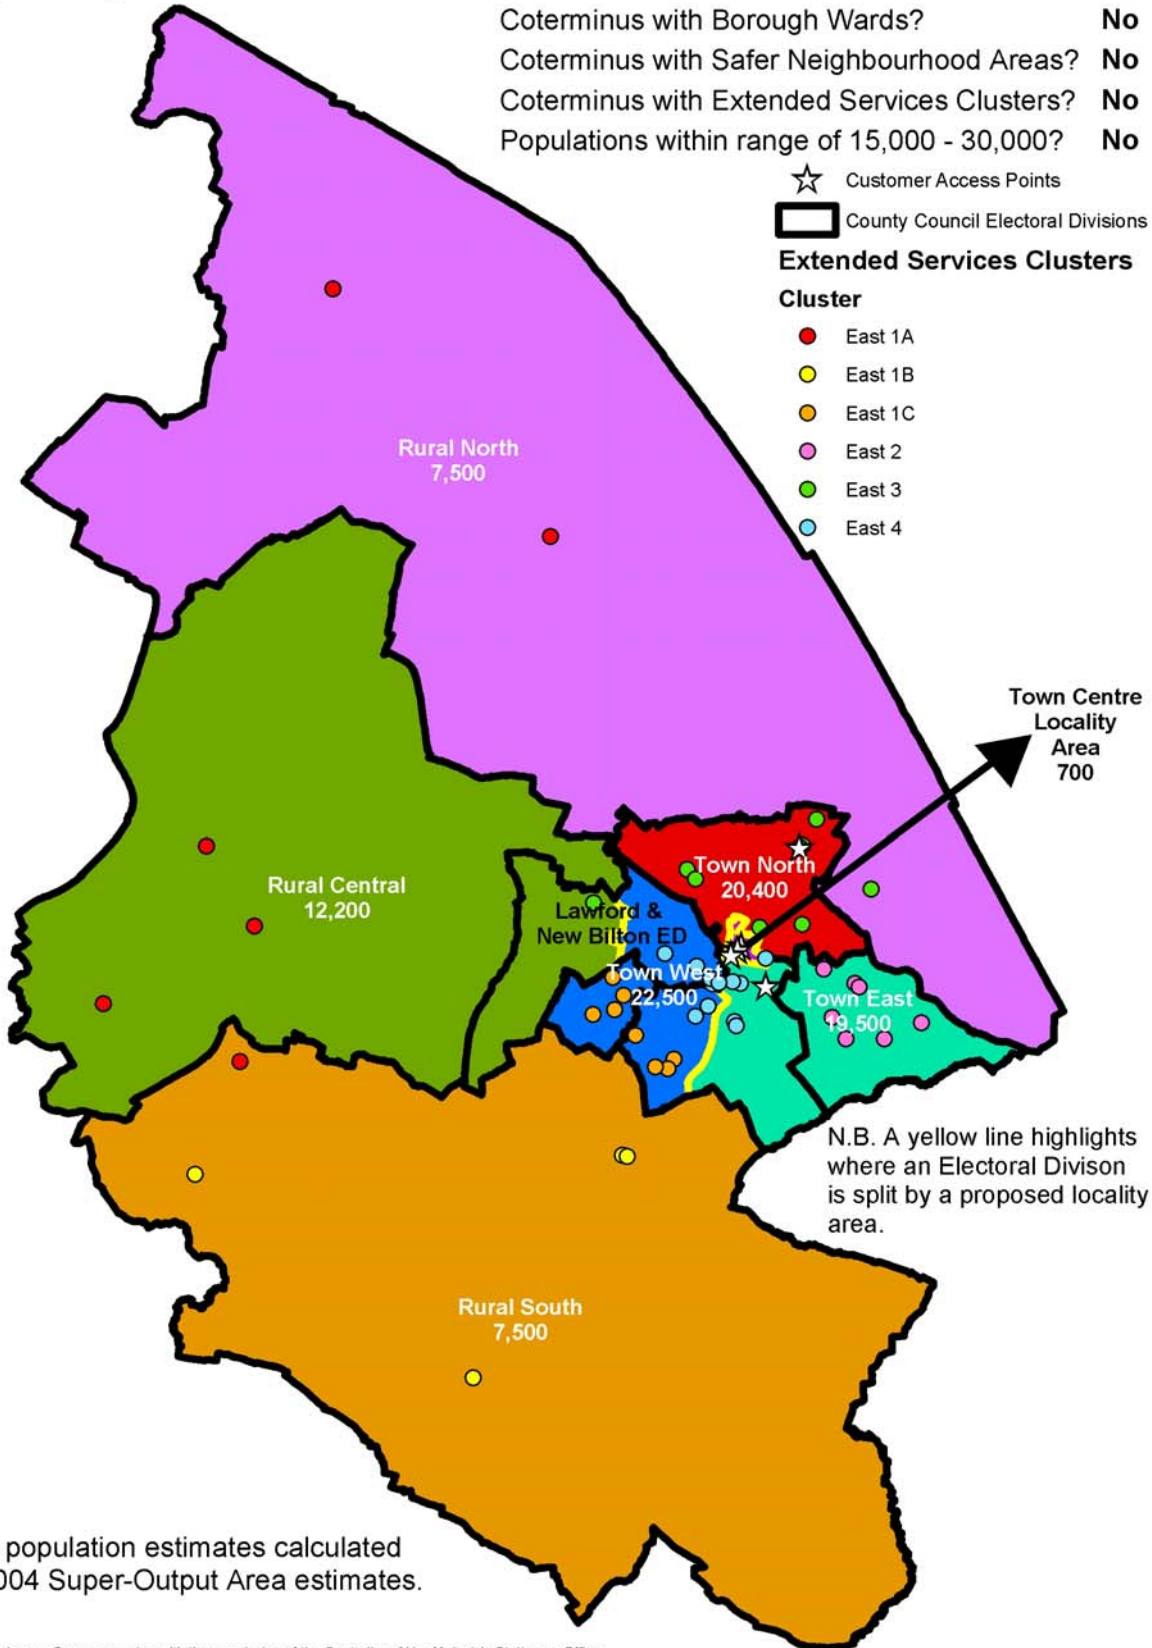 Coterminus with Borough Wards? No
Coterminus with Safer Neighbourhood Areas? No
Coterminus with Extended Services Clusters? No
Populations within range of 15,000 - 30,000? No
Customer Access Points
County Council Electoral Divisions
Extended Services Clusters
Cluster
East 1A
East 1B
East 1C
East 2
East 3
East 4
Rural North
7,500
Town Centre
Locality
Area
700
Town North
20,400
Rural Central
12,200
Lawford &
New Bilton ED
Town West
22,500
Town East
19,500
N.B. A yellow line highlights
where an Electoral Divison
is split by a proposed locality
area.
Rural South
7,500
population estimates calculated
004 Super-Output Area estimates.